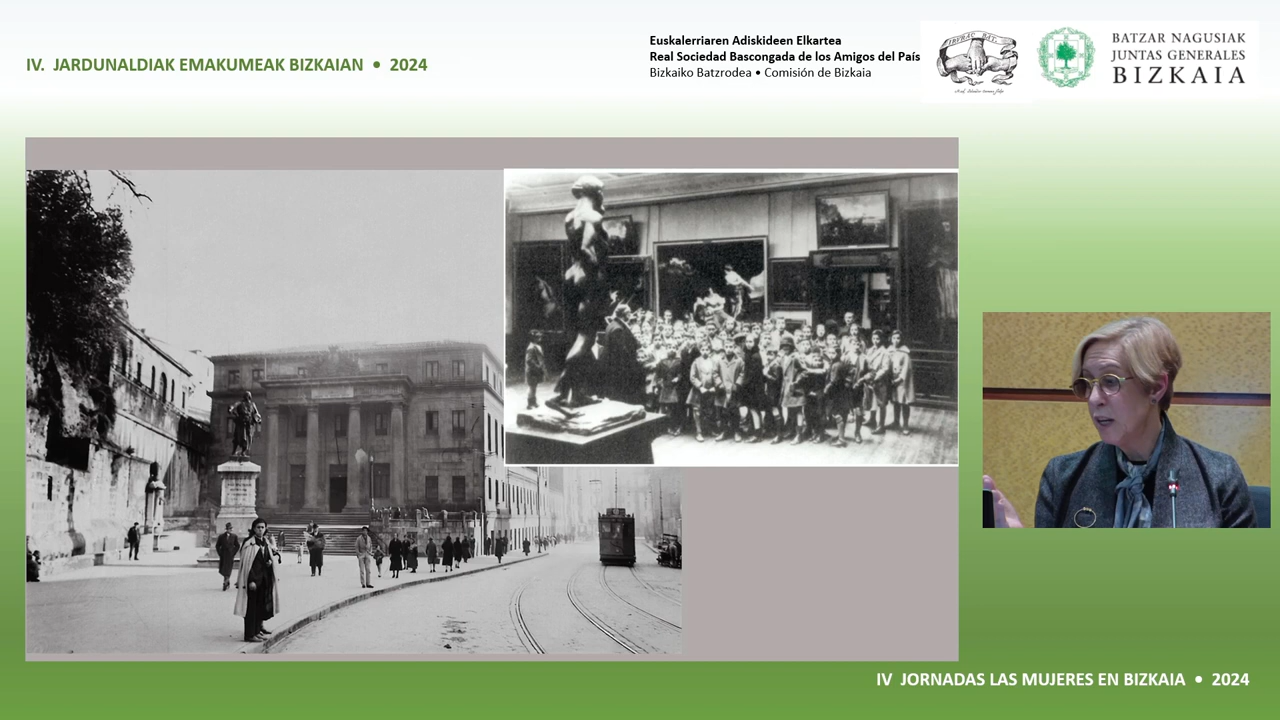 IV. JARDUNALDIAK EMAKUMEAK BIZKAIAN • 2024
Euskalerriaren Adiskideen Elkartea
Real Sociedad Bascongada de los Amigos del País
Bizkaiko Batzrodea • Comisión de Bizkaia
BATZAR NAGUSIAK
JUNTAS GENERALES
BIZKAIA
IV JORNADAS LAS MUJERES EN BIZKAIA • 2024